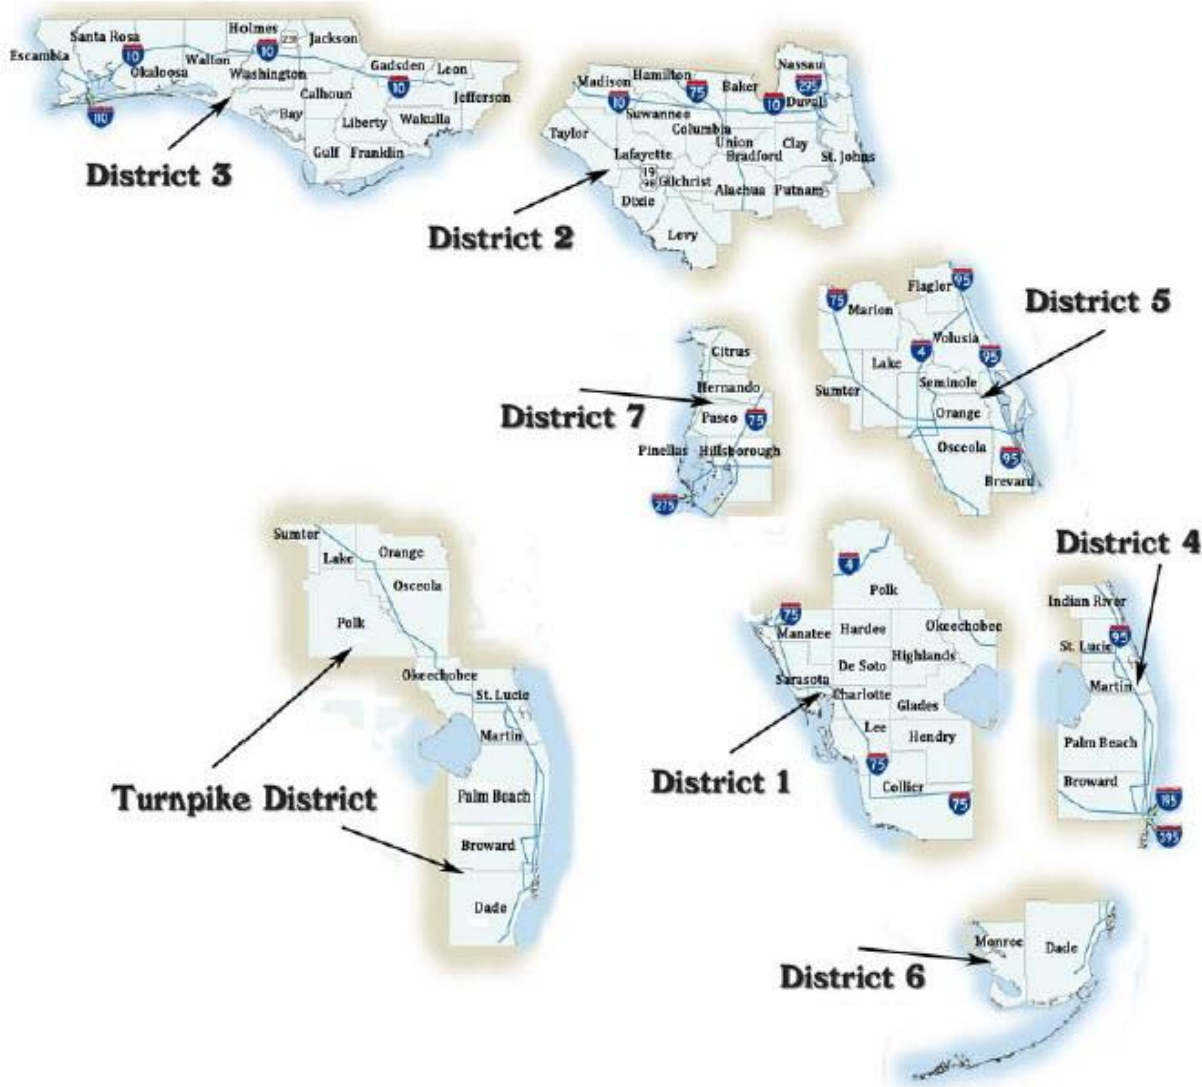 Escambia
Santa Rosa
10
Okaloosa
110
Walton
Holmes
10
231
Jackson
Washington
Bay
Calhoun
Gulf
Liberty
Franklin
Gadsden
10
Leon
Wakulla
Jefferson
District 3
Madison
Hamilton
10
75
Suwannee
Taylor
Lafayette
19
98
Dixie
Gilchrist
Levy
Columbia
Baker
10
Union
Bradford
Alachua
Nassau
295
Duval
Clay
St. Johns
Putnam
District 2
Flagler
95
75
Marion
Volusia
4
95
Lake
Seminole
Sumter
Orange
Osceola
95
Brevard
District 5
Citrus
Hernando
Pasco
75
Pinellas
Hillsborough
275
District 7
Sumter
Lake
Orange
Osceola
Polk
Okeechobee
St. Lucie
Martin
Palm Beach
Broward
Dade
Turnpike District
4
Polk
75
Manatee
Hardee
Okeechobee
Highlands
De Soto
Sarasota
Charlotte
Glades
Lee
Hendry
75
Collier
75
District 1
District 4
Indian River
95
St. Lucie
Martin
Palm Beach
Broward
195
395
Monroe
Dade
District 6